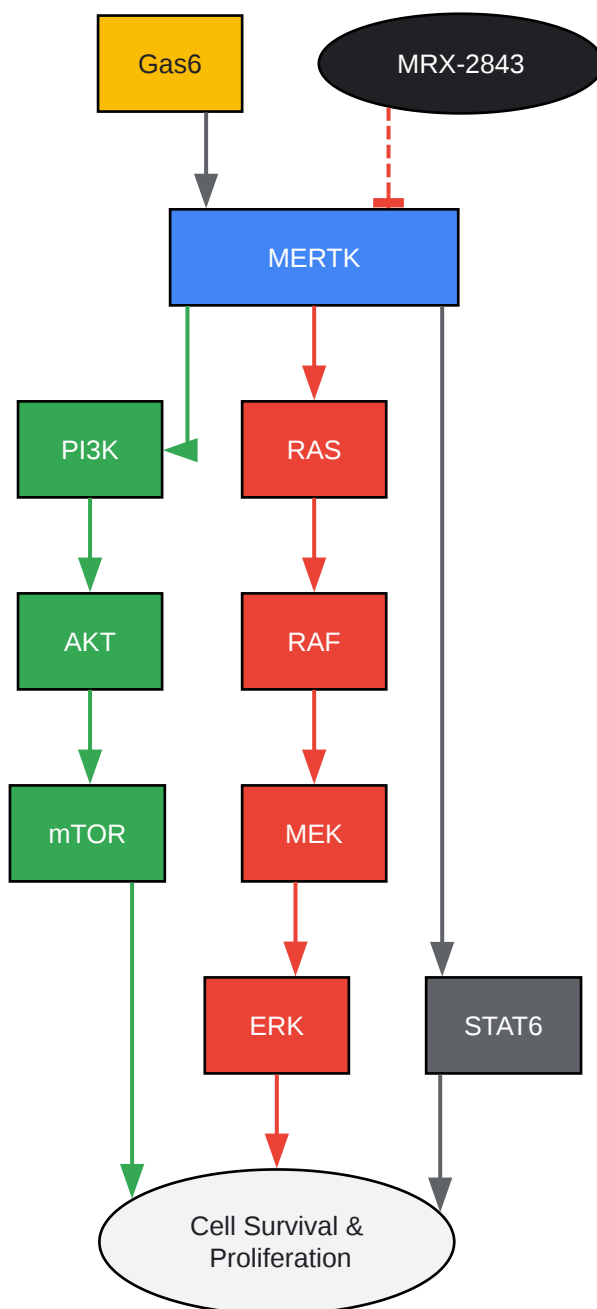 Gas6
MRX-2843
MERTK
PI3K
RAS
AKT
RAF
mTOR
MEK
ERK
STAT6
Cell Survival &
Proliferation